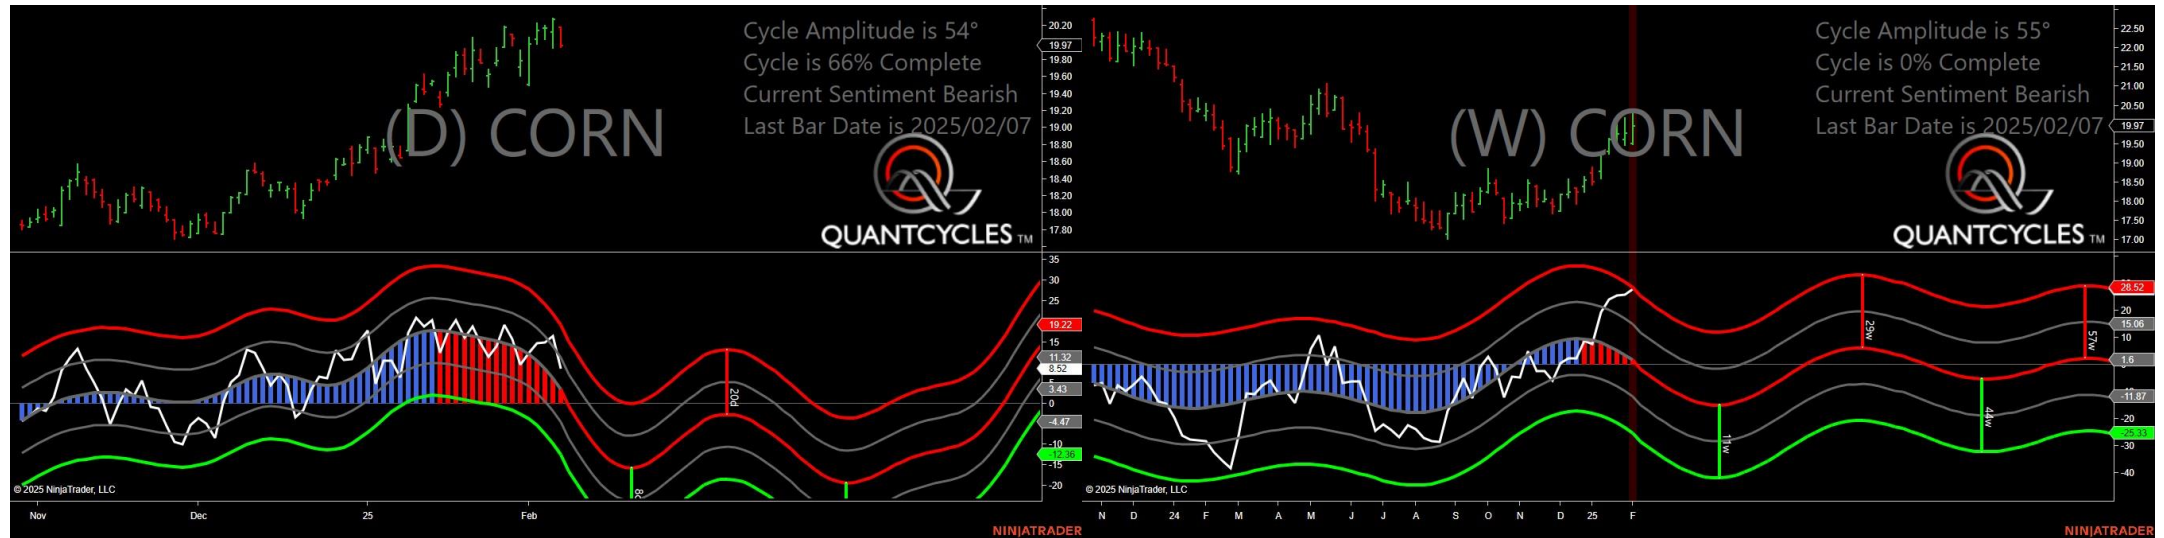 Cycle Amplitude is 54°
Cycle is 66% Complete
Current Sentiment Bearish
Last Bar Date is 2025/02/07
(D) CORN
QUANTCYCLES TM
20.20
19.97
19.80
19.60
19.40
19.20
19.00
18.80
18.60
18.40
18.20
18.00
17.80
35
30
25
19.22
15
11.32
8.52
3.43
0
-4.47
-10
-12.36
-15
-20
20d
© 2025 NinjaTrader, LLC
Nov
Dec
25
Feb
NINJATRADER
Cycle Amplitude is 55°
Cycle is 0% Complete
Current Sentiment Bearish
Last Bar Date is 2025/02/07
(W) CORN
QUANTCYCLES TM
22.50
22.00
21.50
21.00
20.50
19.97
19.50
19.00
18.50
18.00
17.50
17.00
28.52
20
15.06
10
1.6
-11.87
-20
-25.33
-30
-40
11w
29w
44w
57w
© 2025 NinjaTrader, LLC
N D 24 F M A M J J A S O N D 25 F
NINJATRADER